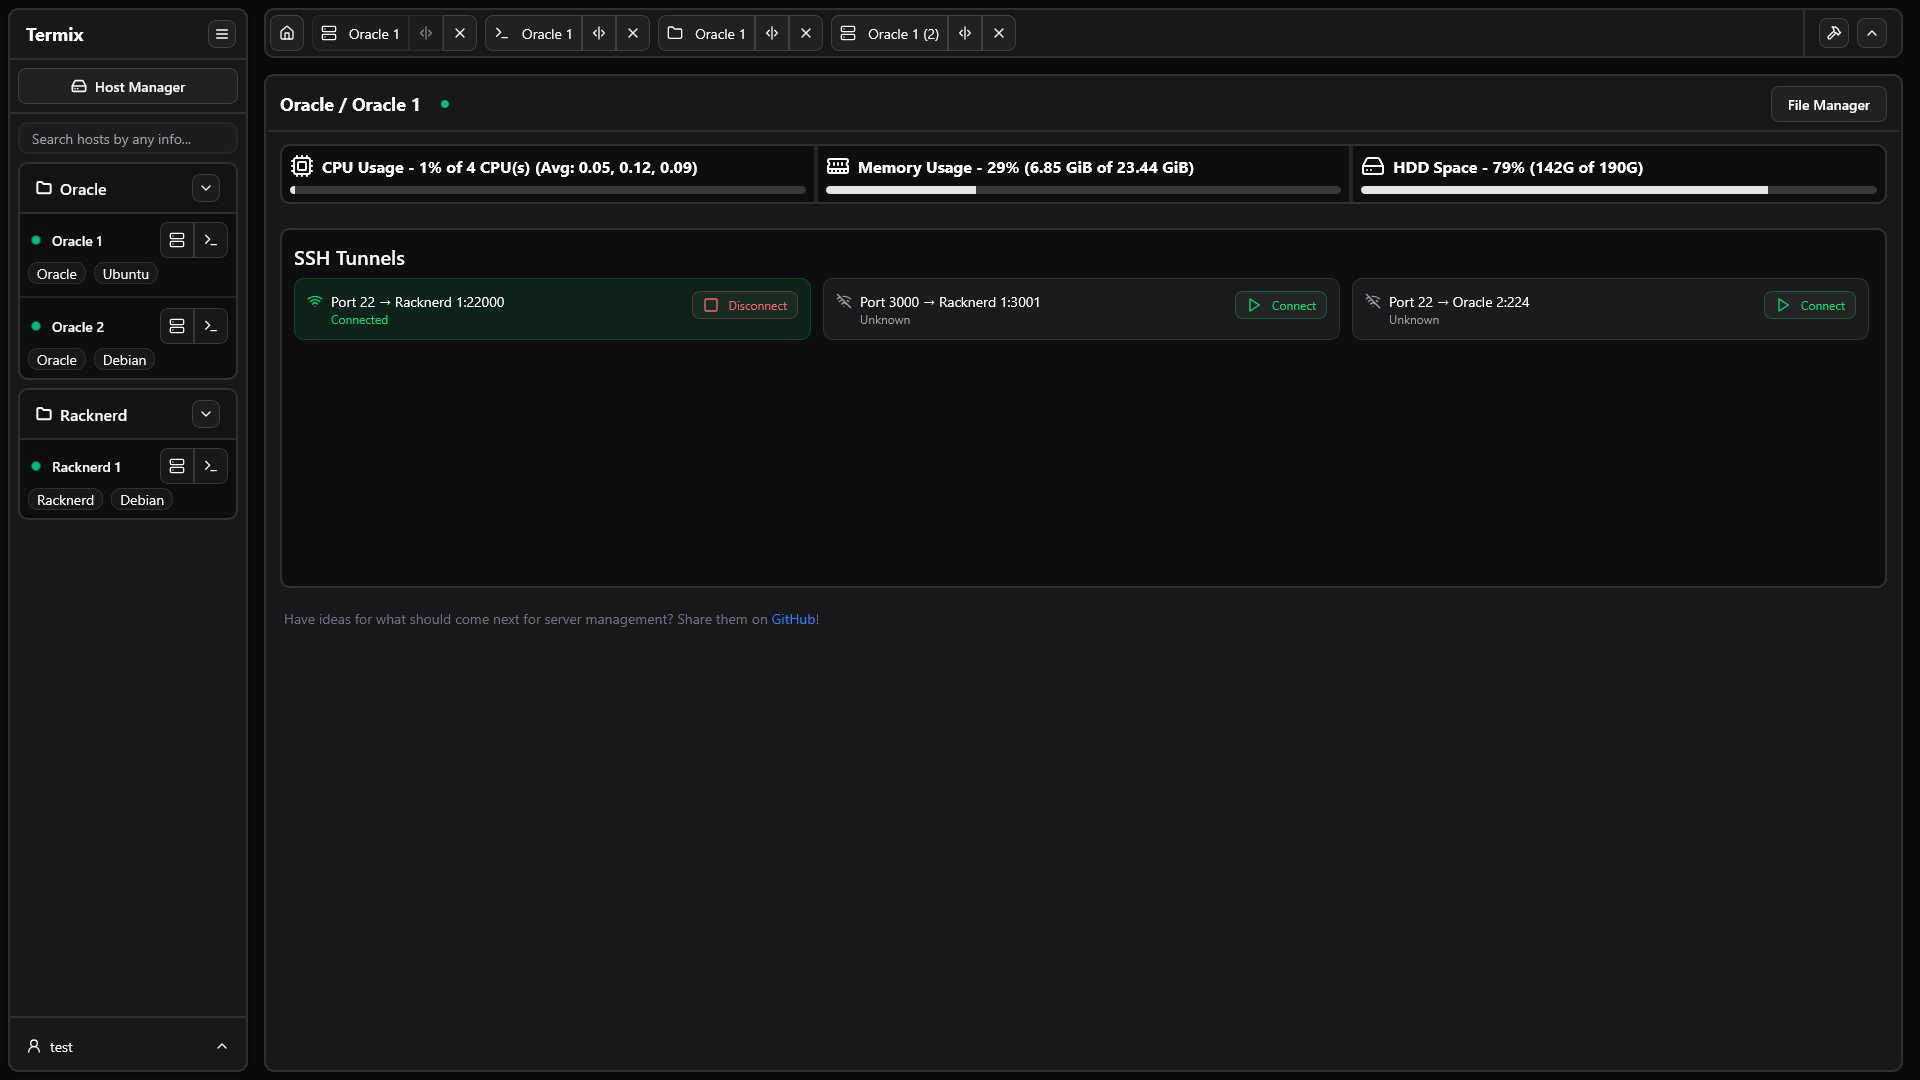 Termix
Host Manager
Search hosts by any info...
Oracle
Oracle 1
Oracle Ubuntu
Oracle 2
Oracle Debian
Racknerd
Racknerd 1
Racknerd Debian
test
Oracle 1 Oracle 1 Oracle 1 Oracle 1 (2)
Oracle / Oracle 1
File Manager
CPU Usage - 1% of 4 CPU(s) (Avg: 0.05, 0.12, 0.09)
Memory Usage - 29% (6.85 GiB of 23.44 GiB)
HDD Space - 79% (142G of 190G)
SSH Tunnels
Port 22 → Racknerd 1:22000
Connected
Disconnect
Port 3000 → Racknerd 1:3001
Unknown
Connect
Port 22 → Oracle 2:224
Unknown
Connect
Have ideas for what should come next for server management? Share them on GitHub!